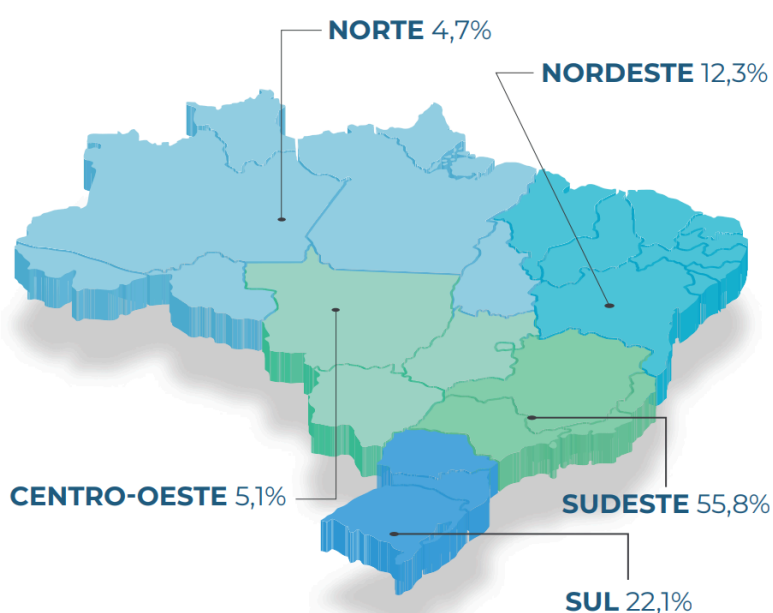 NORTE 4,7%
NORDESTE 12,3%
CENTRO-OESTE 5,1%
SUDESTE 55,8%
SUL 22,1%